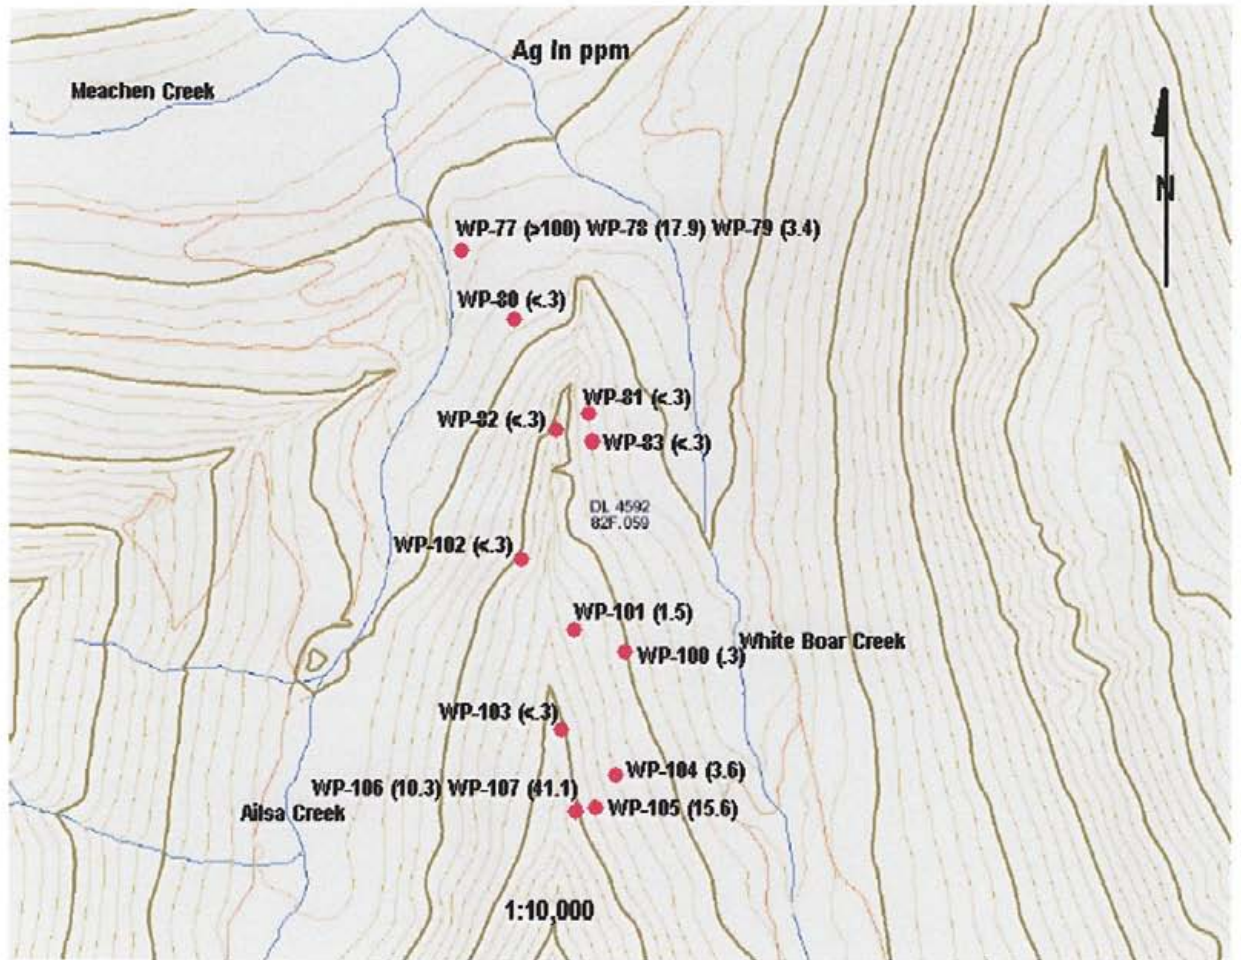 Ag in ppm
Meachen Creek
N
WP-77 (>100) WP-78 (17.9) WP-79 (3.4)
WP-80 (<.3)
WP-81 (<.3)
WP-82 (<.3)
WP-83 (<.3)
DL 4592
82F.059
WP-102 (<.3)
WP-101 (1.5)
White Boar Creek
WP-100 (.3)
WP-103 (<.3)
WP-104 (3.6)
WP-106 (10.3) WP-107 (41.1)
WP-105 (15.6)
Ailsa Creek
1:10,000